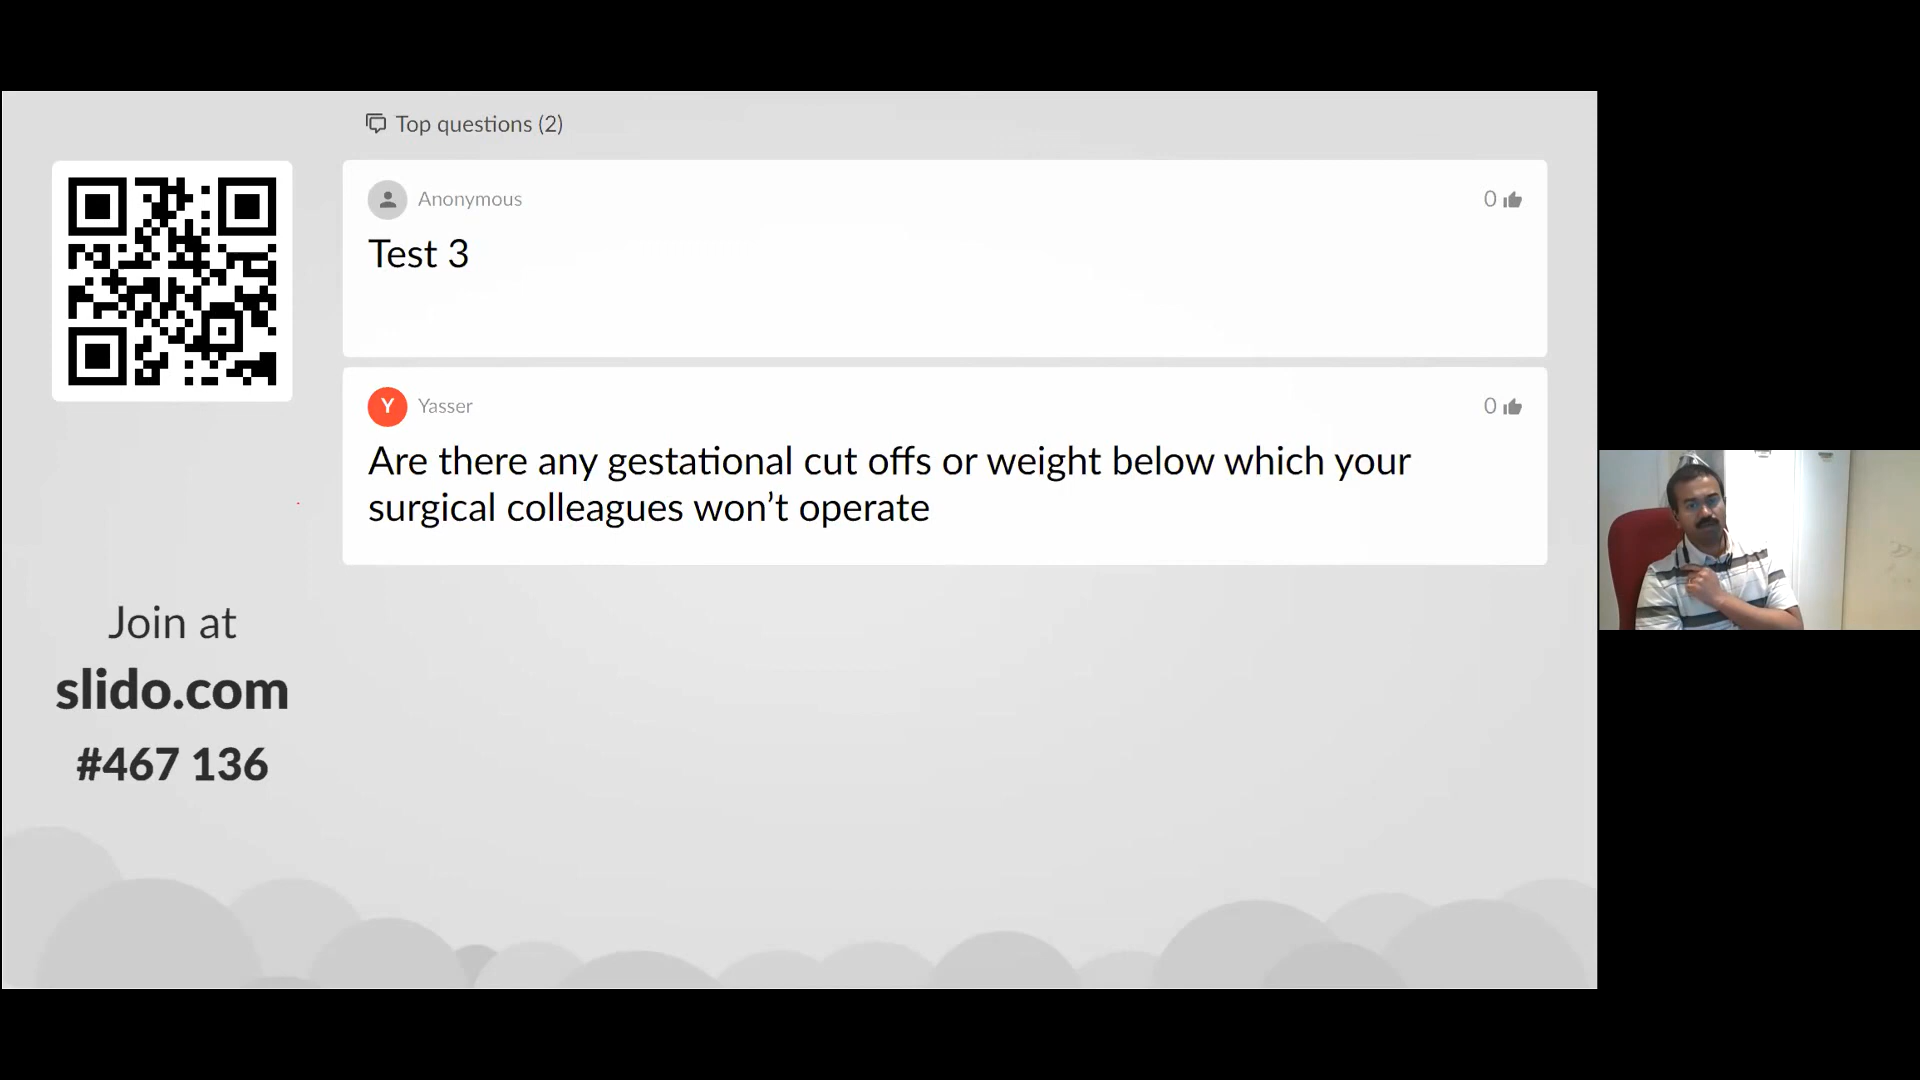 Top questions (2)
Anonymous
0
Test 3
Y
Yasser
0
Are there any gestational cut offs or weight below which your
surgical colleagues won’t operate
Join at
slido.com
#467 136